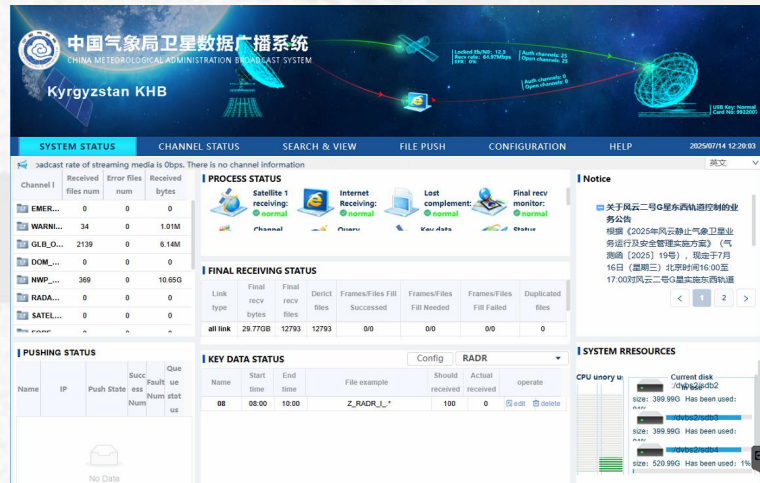 中国气象局卫星数据广播系统
CHINA METEOROLOGICAL ADMINISTRATION BROADCAST SYSTEM
Kyrgyzstan KHB
Locked Eb/N0: 12.3
Recv rate: 64.97Mbps
EFR: 0%
Auth channels: 25
Open channels: 25
Auth channels: 0
Open channels: 0
USB Key: Normal
SYSTEM STATUS CHANNEL STATUS SEARCH & VIEW FILE PUSH CONFIGURATION HELP 2025/07/14 12:20:03
rate of streaming media is 0bps. There is no channel information
英文
Channel I Received files num Error files num Received bytes
EMER... 0 0 0
WARNI... 34 0 1.01M
GLB_O... 2139 0 6.14M
DOM_... 0 0 0
NWP_... 369 0 10.65G
RADA... 0 0 0
SATEL... 0 0 0
PROCESS STATUS
Satellite 1 receiving: normal
Internet Receiving: normal
Lost complement: normal
Final recv monitor: normal
Channel Query Key data Status
FINAL RECEIVING STATUS
Link type Final recv bytes Final recv files Derict files Frames/Files Fill Successed Frames/Files Fill Needed Frames/Files Fill Failed Duplicated files
all link 29.77GB 12793 12793 0/0 0/0 0/0 0
Notice
关于风云二号G星东西轨道控制的业务公告
根据《2025年风云静止气象卫星业
务运行及安全管理实施方案》（气
测函〔2025〕19号），现定于7月
16日（星期三）北京时间16:00至
17:00对风云二号G星实施东西轨道
< 1 2 >
PUSHING STATUS
Name IP Push State Success Num Fault Num Queue status
No Data
KEY DATA STATUS Config RADR
Name Start time End time File example Should received Actual received operate
08 08:00 10:00 Z_RADR_I_.* 100 0 edit delete
SYSTEM RRESOURCES
CPU unory u:
Current disk
/dvbs2/sdb2
size: 399.99G Has been used:
/dvbs2/sdb3
size: 399.99G Has been used:
/dvbs2/sdb4
size: 520.99G Has been used: 1%